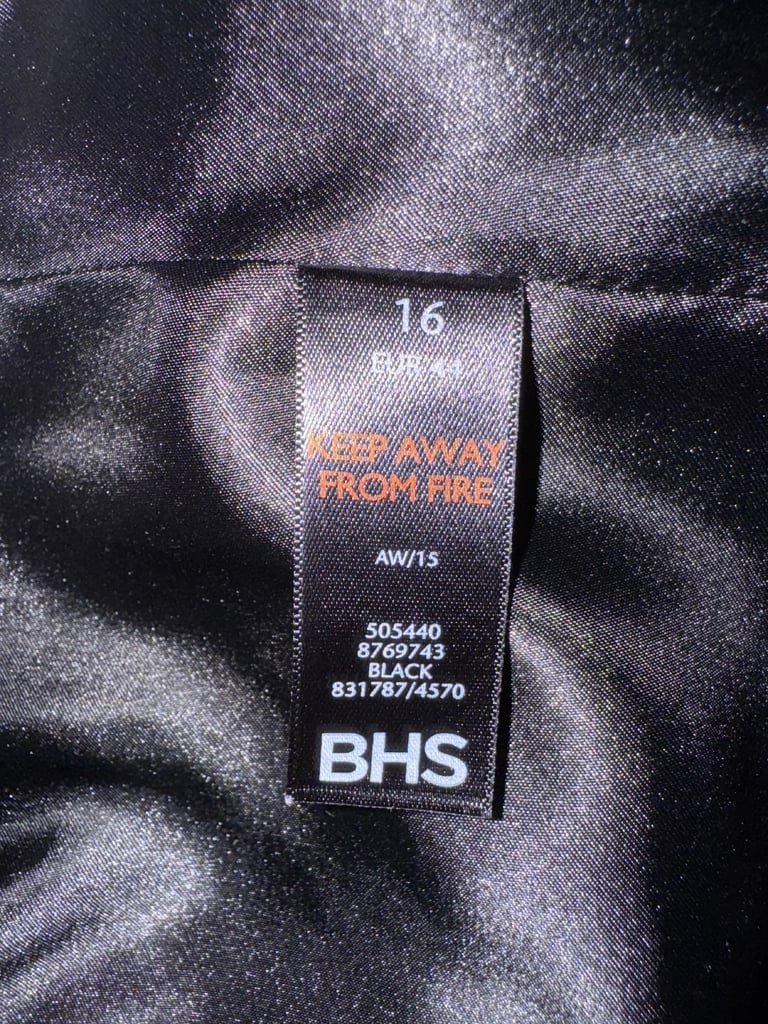 16
EUR 44
KEEP AWAY
FROM FIRE
AW/15
505440
8769743
BLACK
831787/4570
BHS